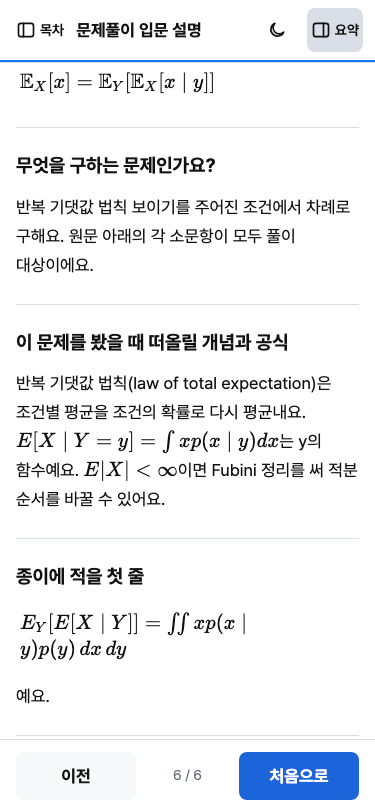 목차 문제풀이 입문 설명 요약
𝔼_X[x] = 𝔼_Y[𝔼_X[x | y]]
무엇을 구하는 문제인가요?
반복 기댓값 법칙 보이기를 주어진 조건에서 차례로
구해요. 원문 아래의 각 소문항이 모두 풀이
대상이에요.
이 문제를 봤을 때 떠올릴 개념과 공식
반복 기댓값 법칙(law of total expectation)은
조건별 평균을 조건의 확률로 다시 평균내요.
E[X | Y = y] = ∫ xp(x | y)dx는 y의
함수예요. E|X| < ∞이면 Fubini 정리를 써 적분
순서를 바꿀 수 있어요.
종이에 적을 첫 줄
E_Y[E[X | Y]] = ∬ xp(x |
y)p(y) dx dy
예요.
이전 6 / 6 처음으로